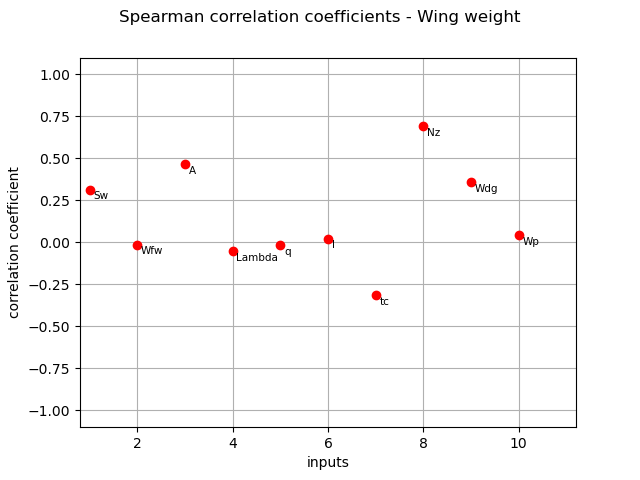 Spearman correlation coefficients - Wing weight
correlation coefficient
1.00
0.75
0.50
0.25
0.00
−0.25
−0.50
−0.75
−1.00
Sw
Wfw
A
Lambda
q
l
tc
Nz
Wdg
Wp
2 4 6 8 10
inputs